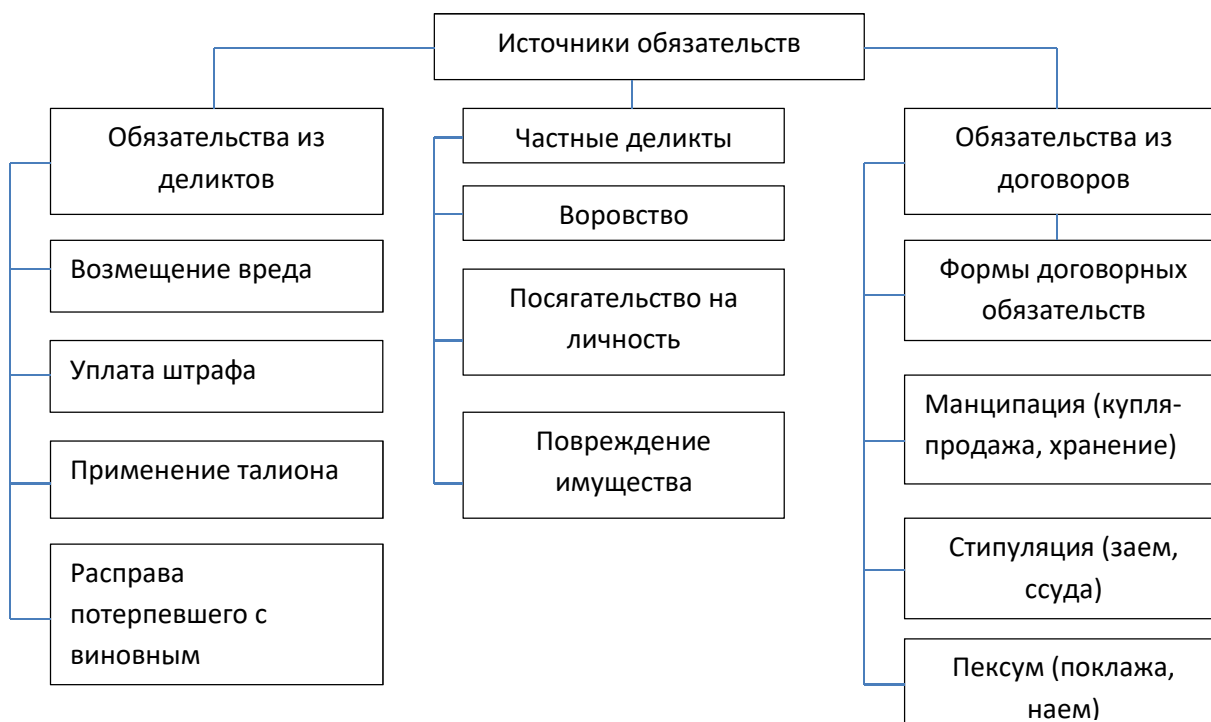 Источники обязательств
Обязательства из
деликтов
Возмещение вреда
Уплата штрафа
Применение талиона
Расправа
потерпевшего с
виновным
Частные деликты
Воровство
Посягательство на
личность
Повреждение
имущества
Обязательства из
договоров
Формы договорных
обязательств
Манципация (купля-
продажа, хранение)
Стипуляция (заем,
ссуда)
Пексум (поклажа,
наем)